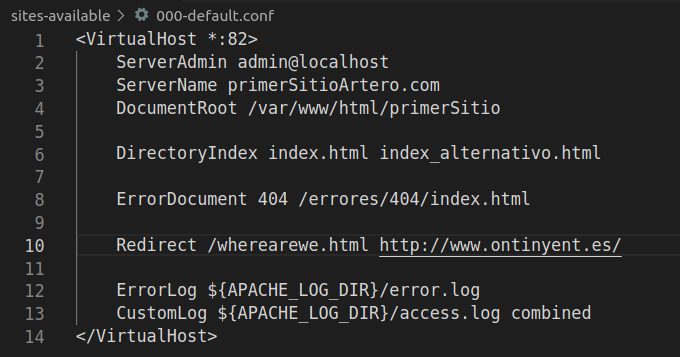 sites-available > 000-default.conf
1 <VirtualHost *:82>
2 ServerAdmin admin@localhost
3 ServerName primerSitioArtero.com
4 DocumentRoot /var/www/html/primerSitio
5
6 DirectoryIndex index.html index_alternativo.html
7
8 ErrorDocument 404 /errores/404/index.html
9
10 Redirect /wherearewe.html http://www.ontinyent.es/
11
12 ErrorLog ${APACHE_LOG_DIR}/error.log
13 CustomLog ${APACHE_LOG_DIR}/access.log combined
14 </VirtualHost>